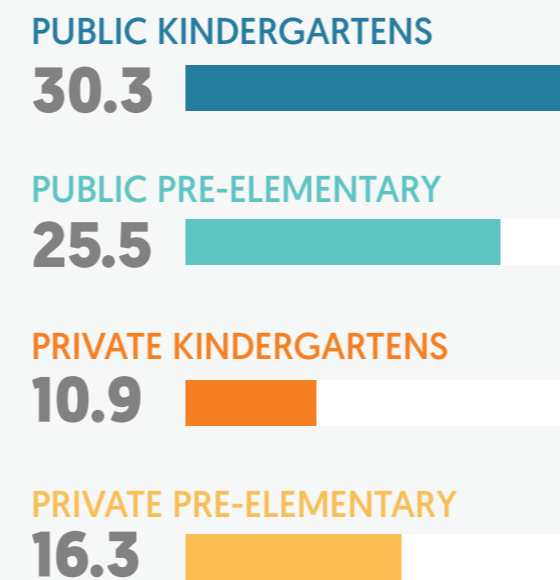 PUBLIC KINDERGARTENS
30.3
PUBLIC PRE-ELEMENTARY
25.5
PRIVATE KINDERGARTENS
10.9
PRIVATE PRE-ELEMENTARY
16.3